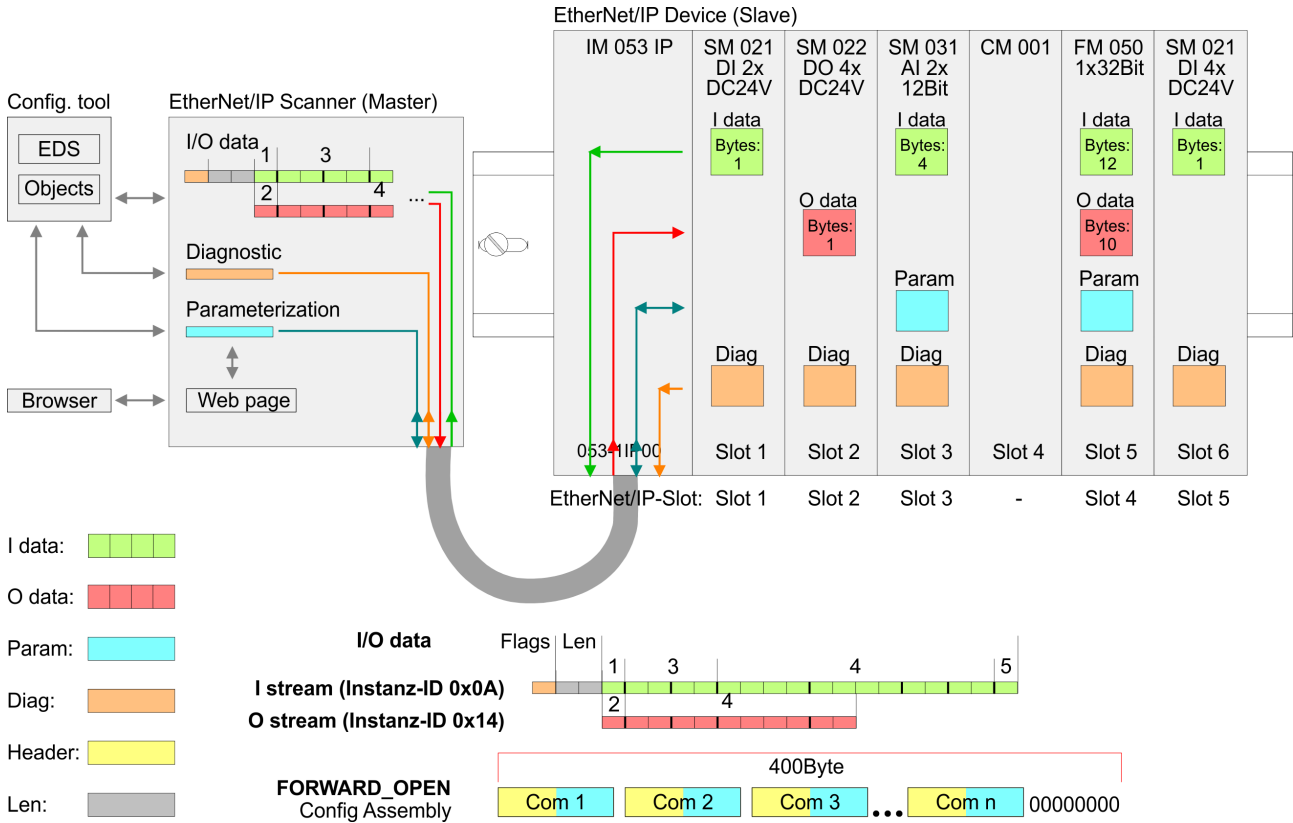 EtherNet/IP Device (Slave)
IM 053 IP
SM 021
DI 2x
DC24V
SM 022
DO 4x
DC24V
SM 031
AI 2x
12Bit
CM 001
FM 050
1x32Bit
SM 021
DI 4x
DC24V
Config. tool
EDS
Objects
EtherNet/IP Scanner (Master)
I/O data
1
3
2
4
...
Diagnostic
Parameterization
Web page
Browser
I data
Bytes:
1
I data
Bytes:
4
I data
Bytes:
12
I data
Bytes:
1
O data
Bytes:
1
O data
Bytes:
10
Param
Param
Diag
Diag
Diag
Diag
Diag
053-1IP00
Slot 1
Slot 2
Slot 3
Slot 4
Slot 5
Slot 6
EtherNet/IP-Slot:
Slot 1
Slot 2
Slot 3
-
Slot 4
Slot 5
I data:
O data:
Param:
Diag:
Header:
Len:
I/O data
Flags
Len
1
3
4
5
I stream (Instanz-ID 0x0A)
2
4
O stream (Instanz-ID 0x14)
400Byte
FORWARD_OPEN
Config Assembly
Com 1
Com 2
Com 3
...
Com n
00000000